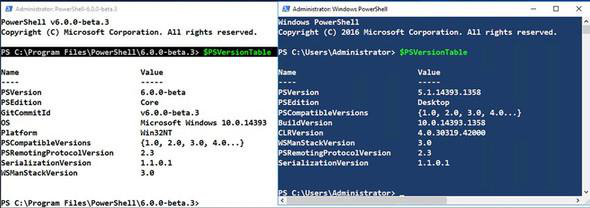 Administrator: PowerShell-6.0.0-beta.3
PowerShell v6.0.0-beta.3
Copyright (C) Microsoft Corporation. All rights reserved.
PS C:\Program Files\PowerShell\6.0.0-beta.3> $PSVersionTable
Name Value
---- -----
PSVersion 6.0.0-beta
PSEdition Core
GitCommitId v6.0.0-beta.3
OS Microsoft Windows 10.0.14393
Platform Win32NT
PSCompatibleVersions {1.0, 2.0, 3.0, 4.0...}
PSRemotingProtocolVersion 2.3
SerializationVersion 1.1.0.1
WSManStackVersion 3.0
PS C:\Program Files\PowerShell\6.0.0-beta.3>
Administrator: Windows PowerShell
Windows PowerShell
Copyright (C) 2016 Microsoft Corporation. All rights reserved.
PS C:\Users\Administrator> $PSVersionTable
Name Value
---- -----
PSVersion 5.1.14393.1358
PSEdition Desktop
PSCompatibleVersions {1.0, 2.0, 3.0, 4.0...}
BuildVersion 10.0.14393.1358
CLRVersion 4.0.30319.42000
WSManStackVersion 3.0
PSRemotingProtocolVersion 2.3
SerializationVersion 1.1.0.1
PS C:\Users\Administrator> _